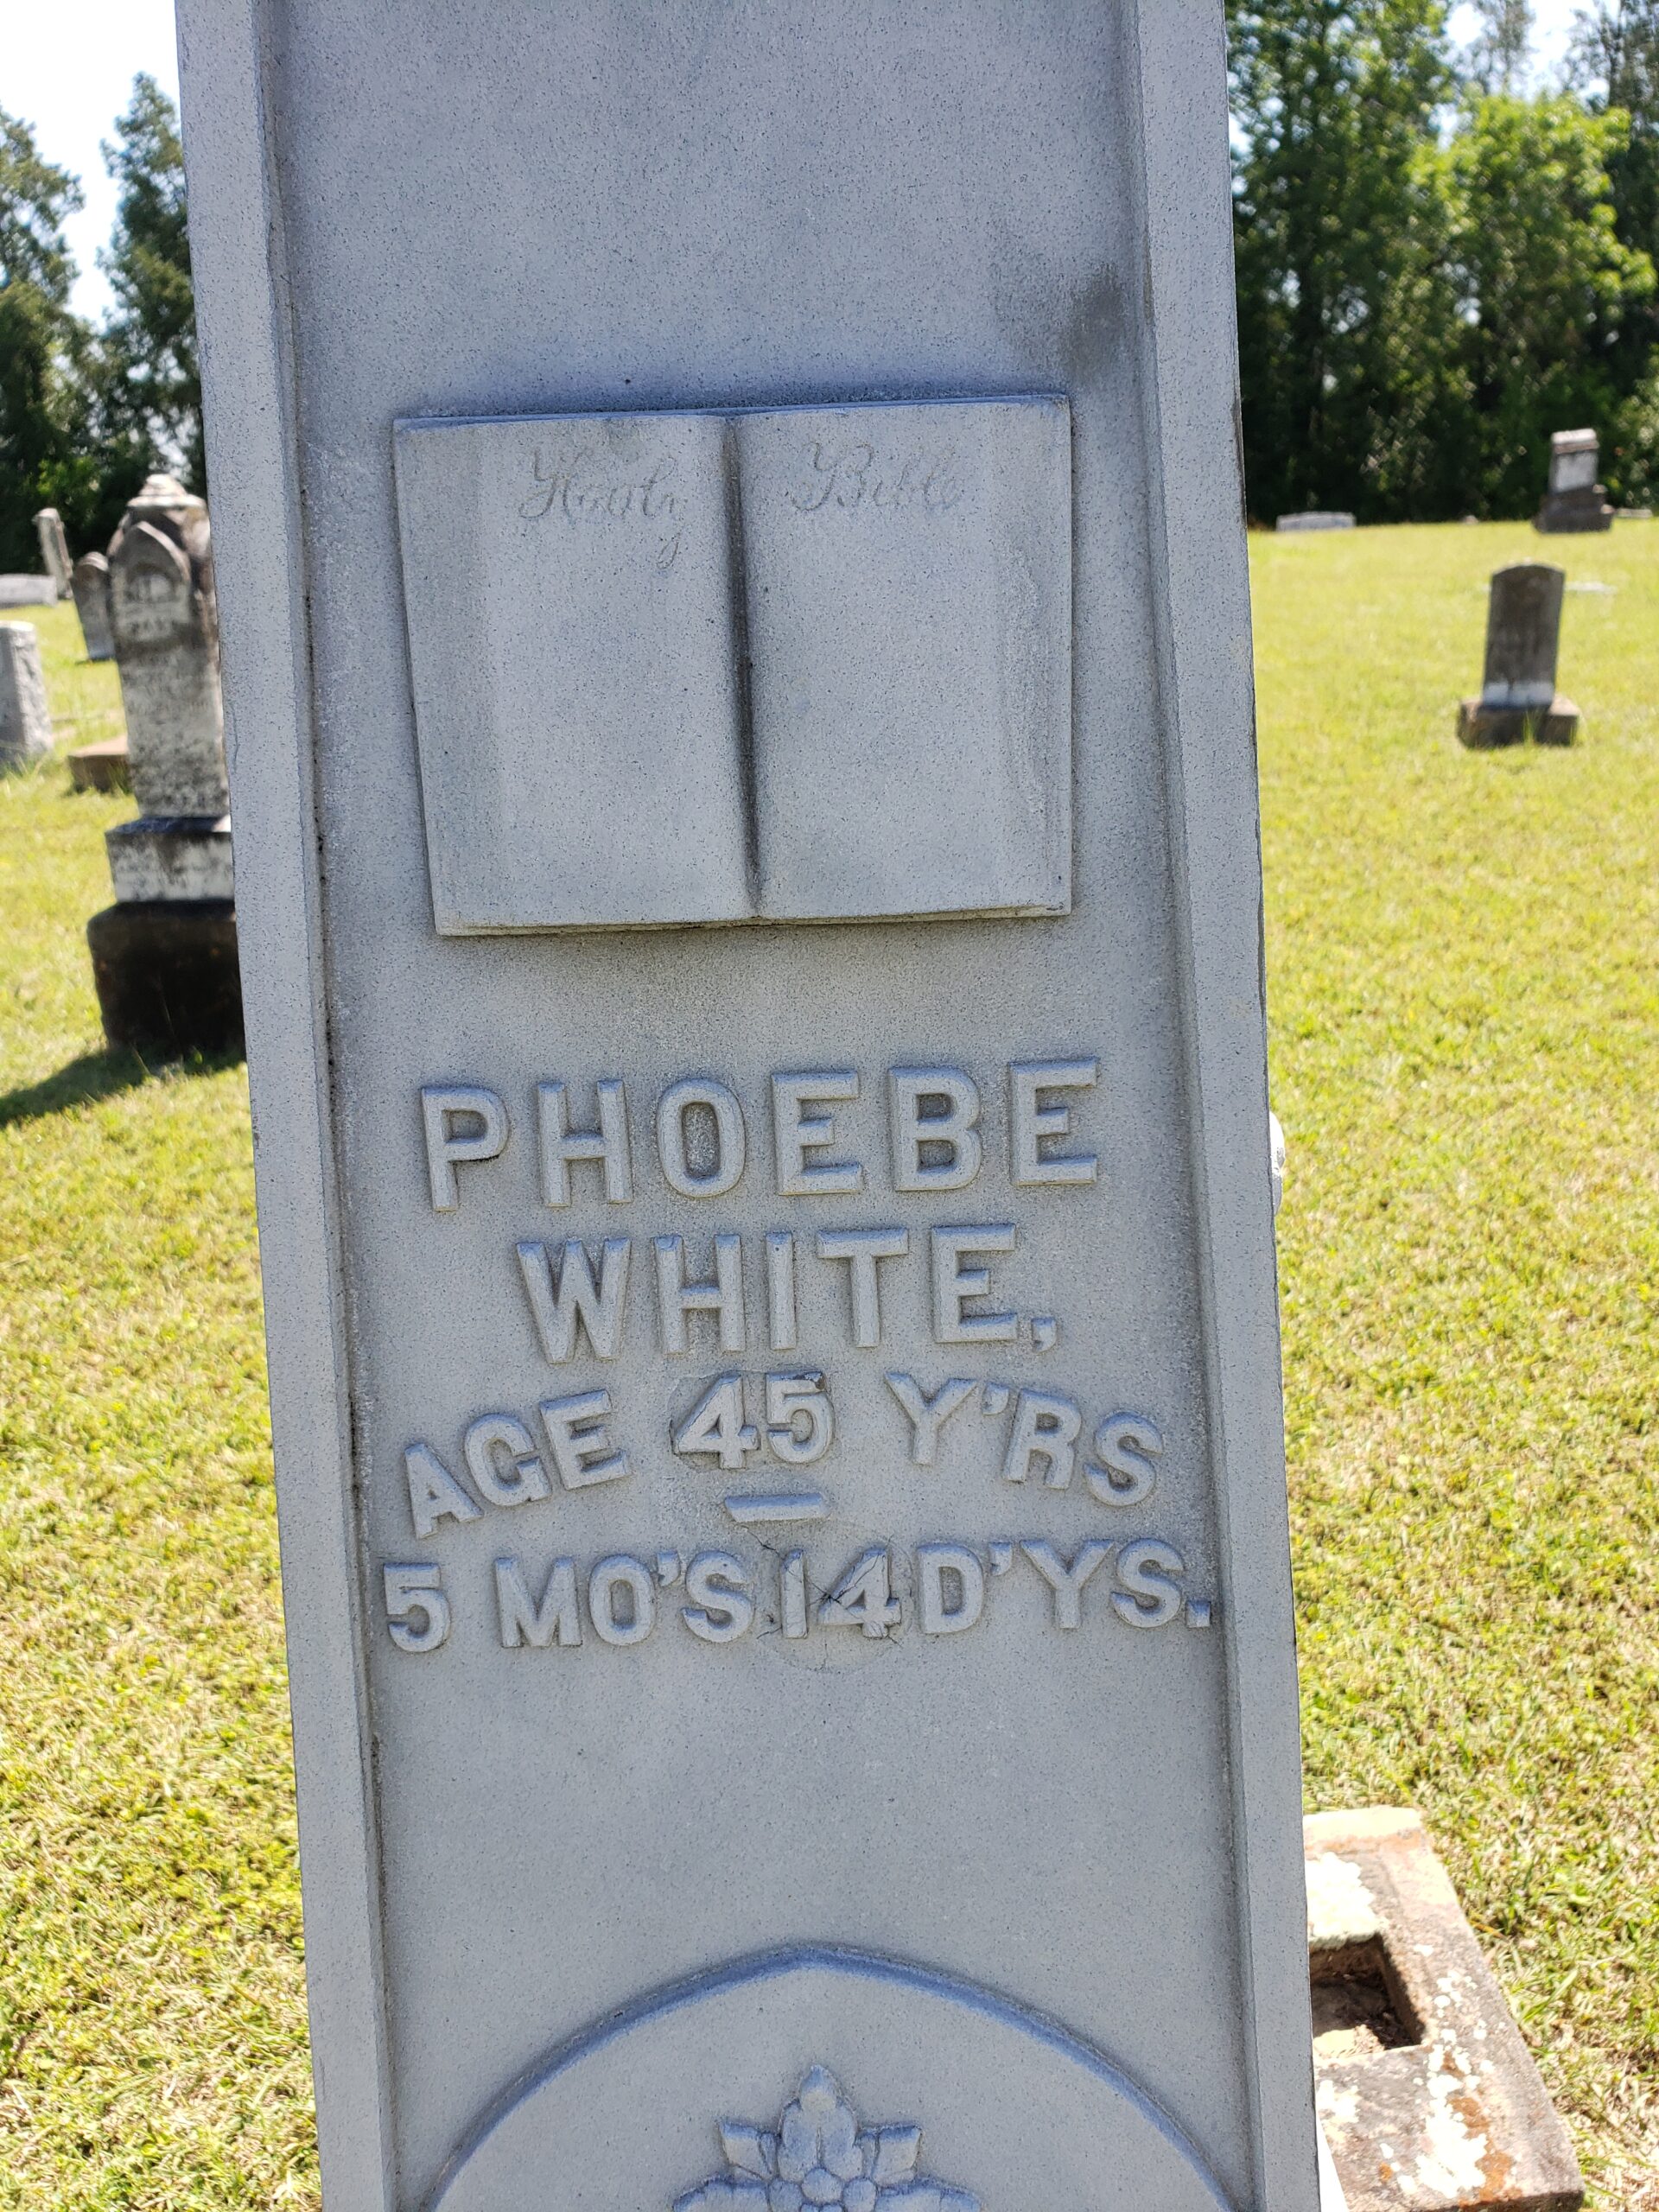 Holy Bible
PHOEBE
WHITE,
AGE 45 Y'RS
5 MO'S 14 D'YS.